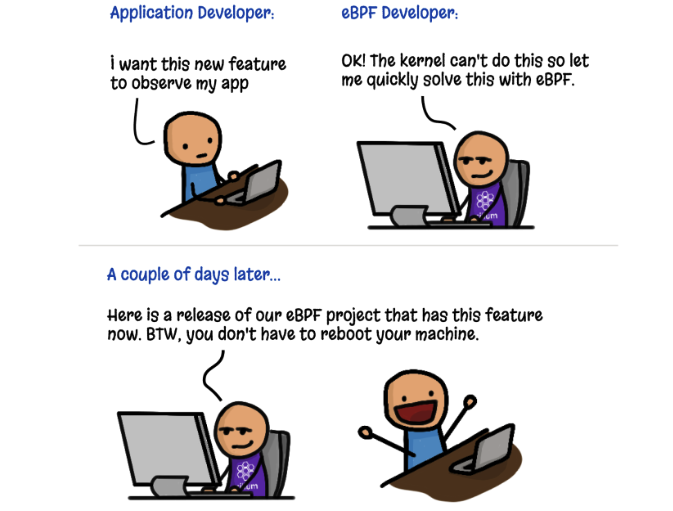 Application Developer:
i want this new feature
to observe my app
eBPF Developer:
OK! The kernel can't do this so let
me quickly solve this with eBPF.
A couple of days later...
Here is a release of our eBPF project that has this feature
now. BTW, you don't have to reboot your machine.